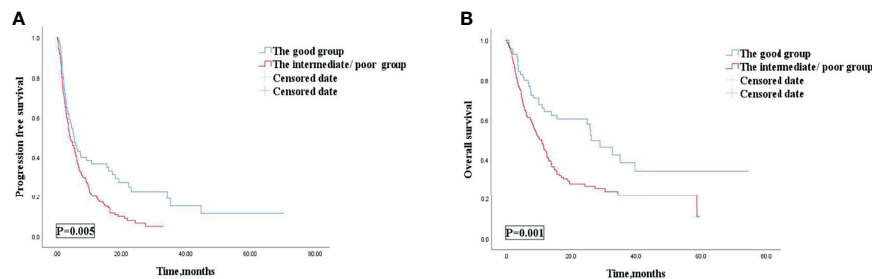 A
Progression free survival
1.0
0.8
0.6
0.4
0.2
0.0
P=0.005
.00
20.00
40.00
60.00
80.00
Time,months
The good group
The intermediate/ poor group
Censored date
Censored date
B
Overall survival
1.0
0.8
0.6
0.4
0.2
0.0
P=0.001
.0
20.0
40.0
60.0
80.0
Time,months
The good group
The intermediate/ poor group
Censored date
Censored date